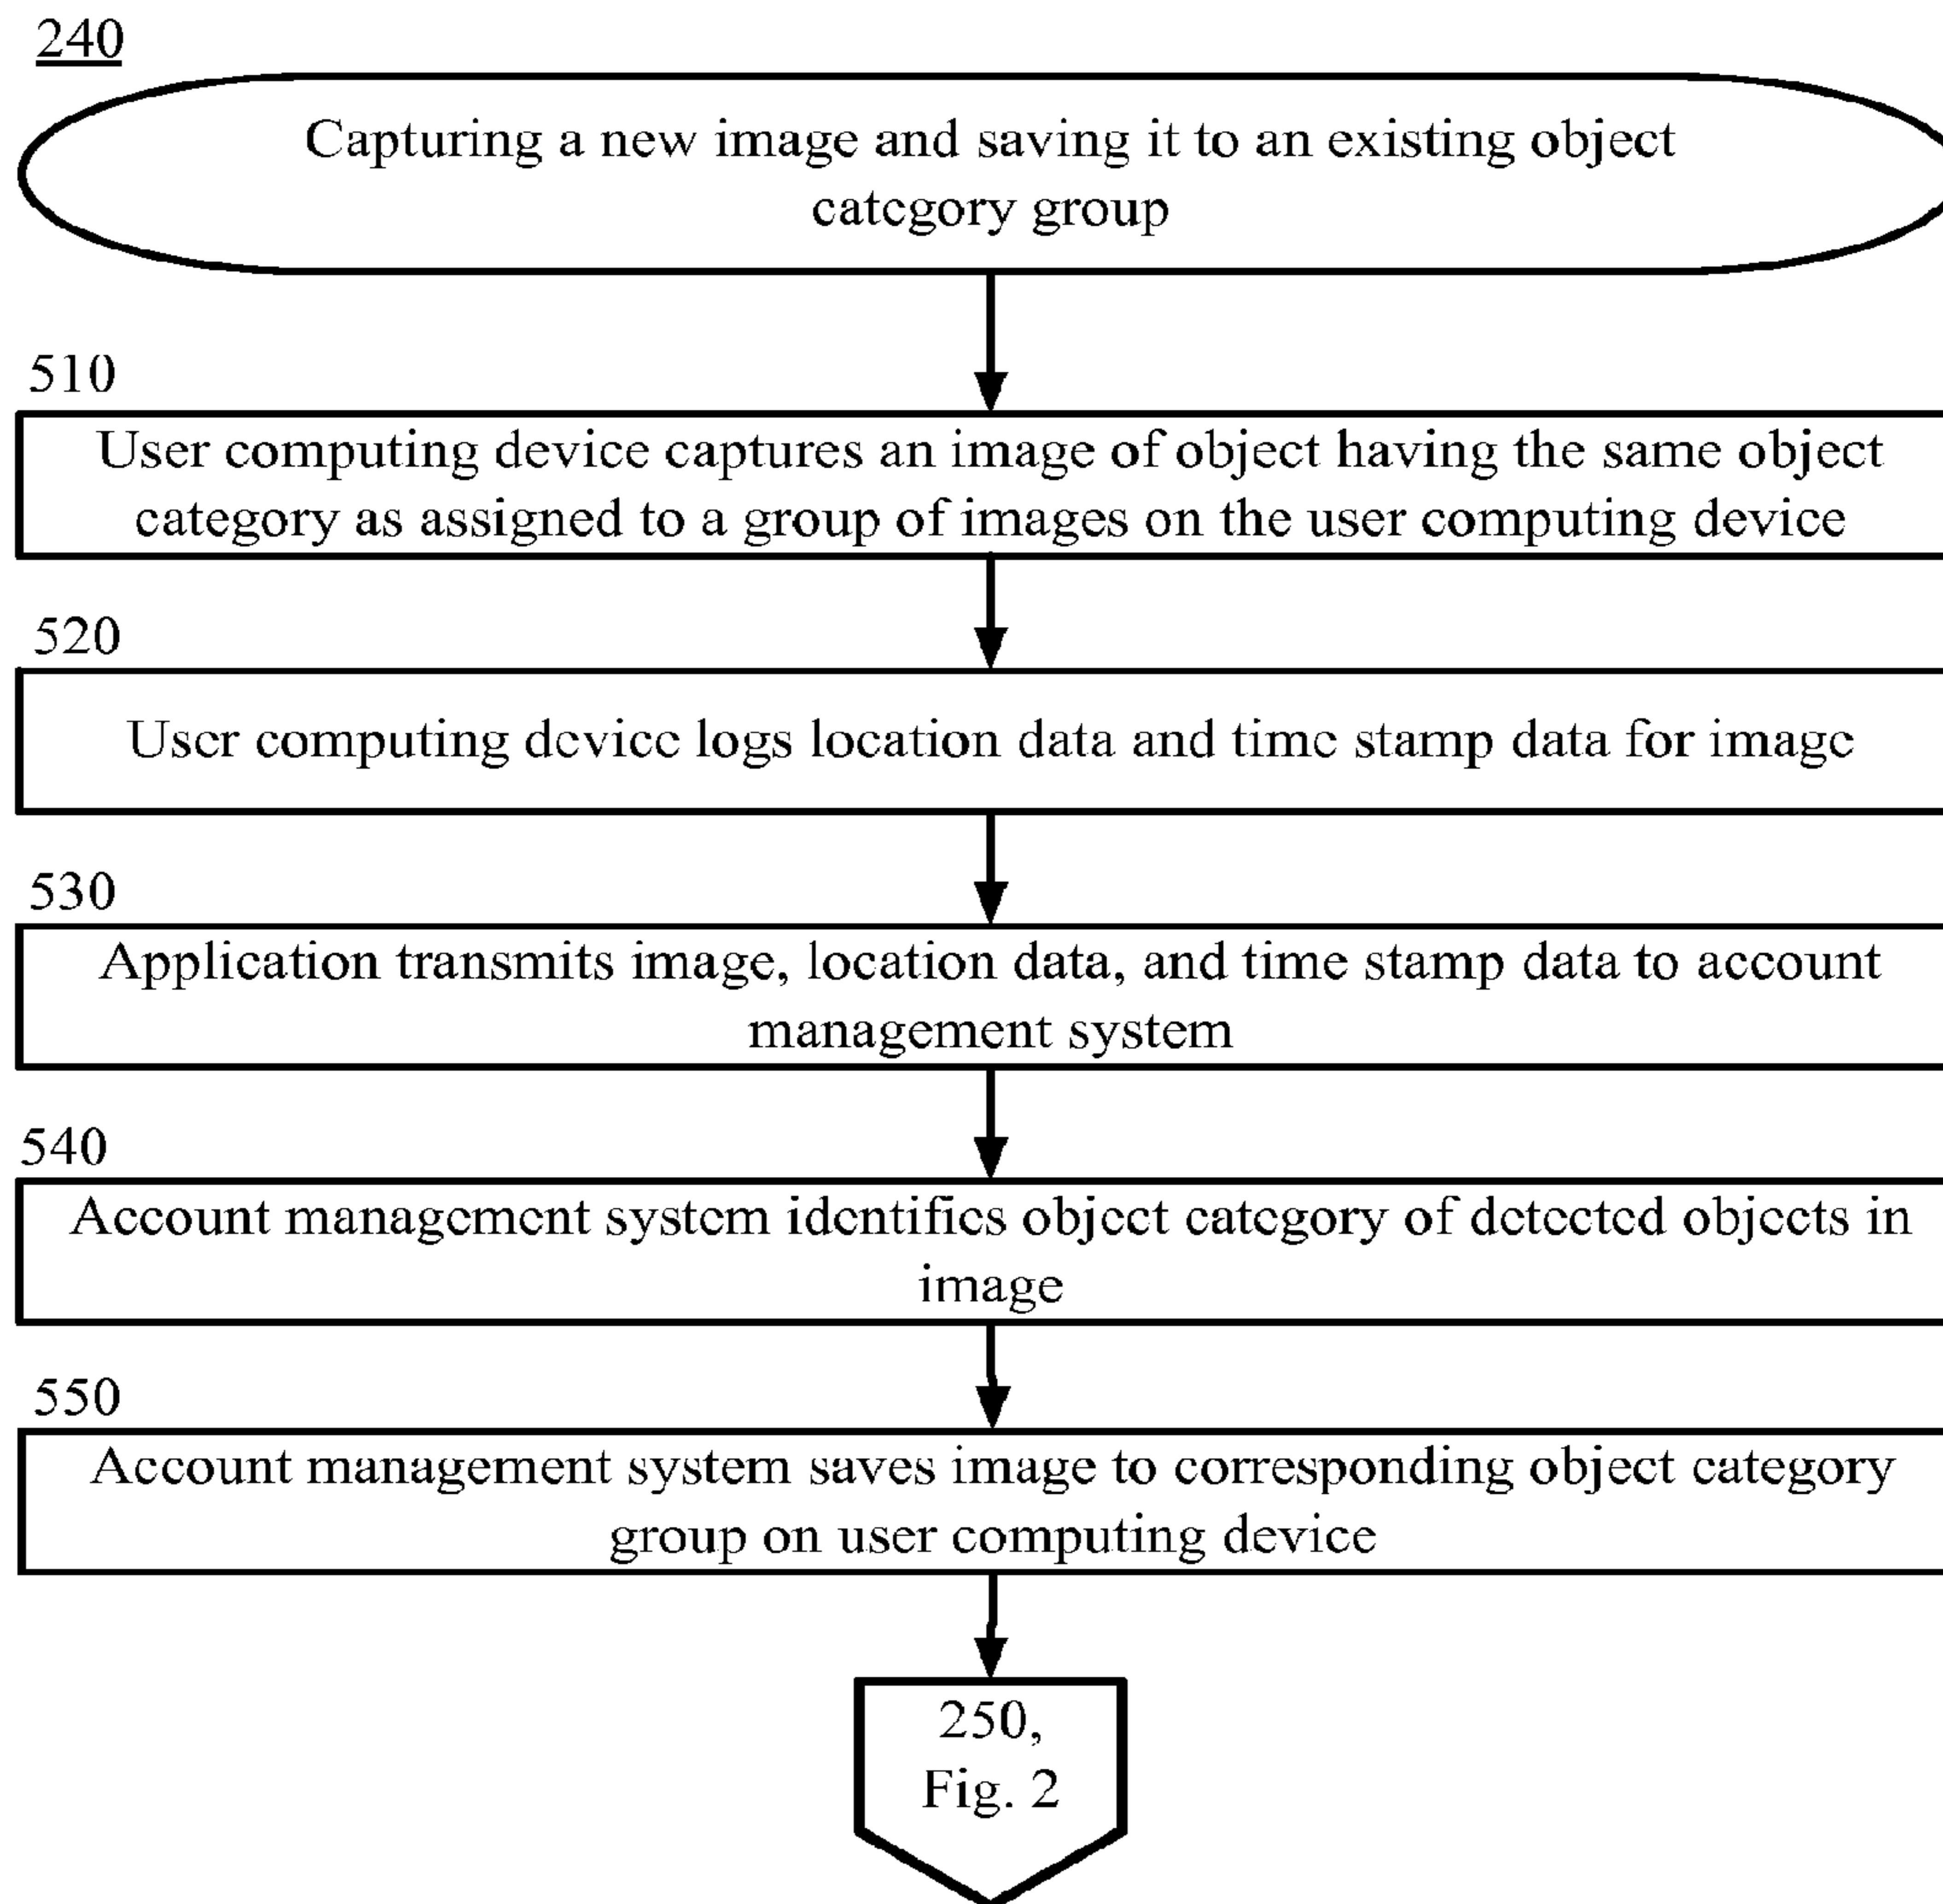 240
Capturing a new image and saving it to an existing object
category group
510
User computing device captures an image of object having the same object
category as assigned to a group of images on the user computing device
520
User computing device logs location data and time stamp data for image
530
Application transmits image, location data, and time stamp data to account
management system
540
Account management system identifies object category of detected objects in
image
550
Account management system saves image to corresponding object category
group on user computing device
250,
Fig. 2